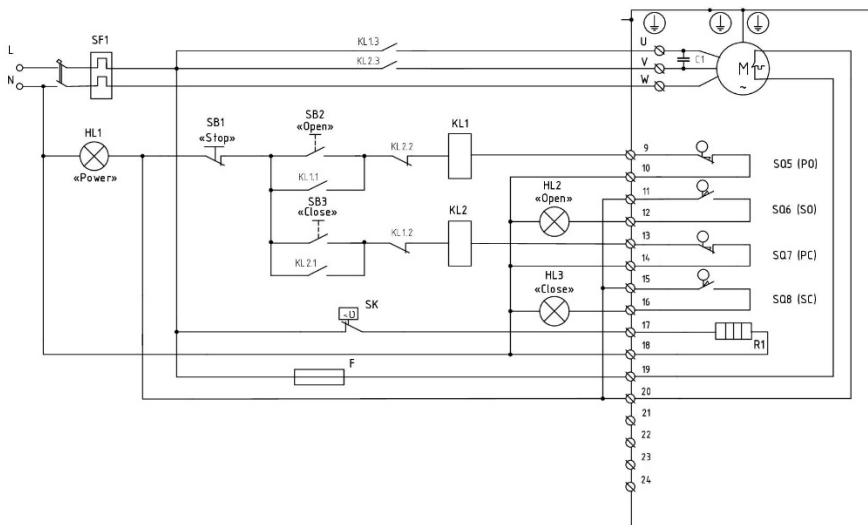 L
N
SF1
KL1.3
KL2.3
U
V
W
C1
M
~
HL1
«Power»
SB1
«Stop»
SB2
«Open»
KL1.1
SB3
«Close»
KL2.1
KL2.2
KL1
KL1.2
KL2
HL2
«Open»
HL3
«Close»
SK
F
9
10
11
12
13
14
15
16
17
18
19
20
21
22
23
24
SQ5 (PO)
SQ6 (SO)
SQ7 (PC)
SQ8 (SC)
R1